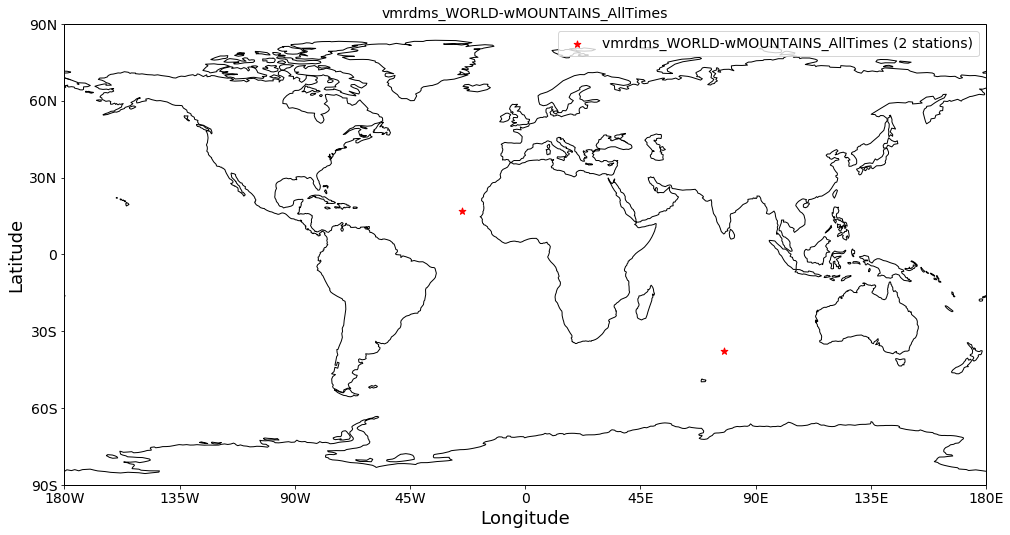 vmrdms_WORLD-wMOUNTAINS_AllTimes
90N
vmrdms_WORLD-wMOUNTAINS_AllTimes (2 stations)
60N
30N
0
30S
60S
90S
Latitude
180W 135W 90W 45W 0 45E 90E 135E 180E
Longitude